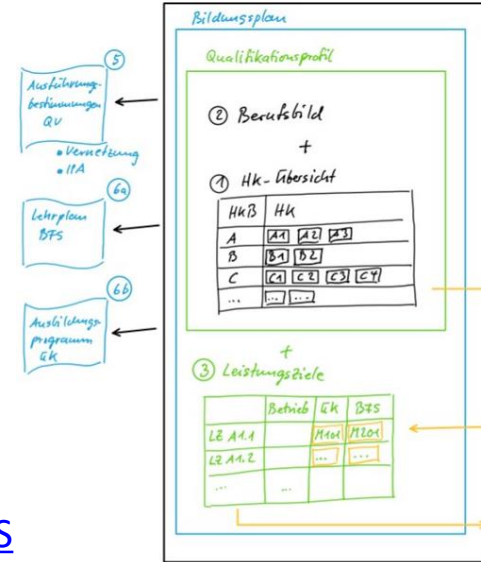 Bildungsplan
Qualifikationsprofil
② Berufsbild
+
① HK-Übersicht
HKB HK
A A1 A2 A3
B B1 B2
C C1 C2 C3 C4
... ... ...
+
③ Leistungsziele
Betrieb ük BFS
LZ A1.1 M101 M201
LZ A1.2 ... ...
... ...
⑤
Ausführungs-
bestimmungen
QV
• Vernetzung
• IPA
⑥a
Lehrplan
BFS
⑥b
Ausbildungs
programm
ük
S